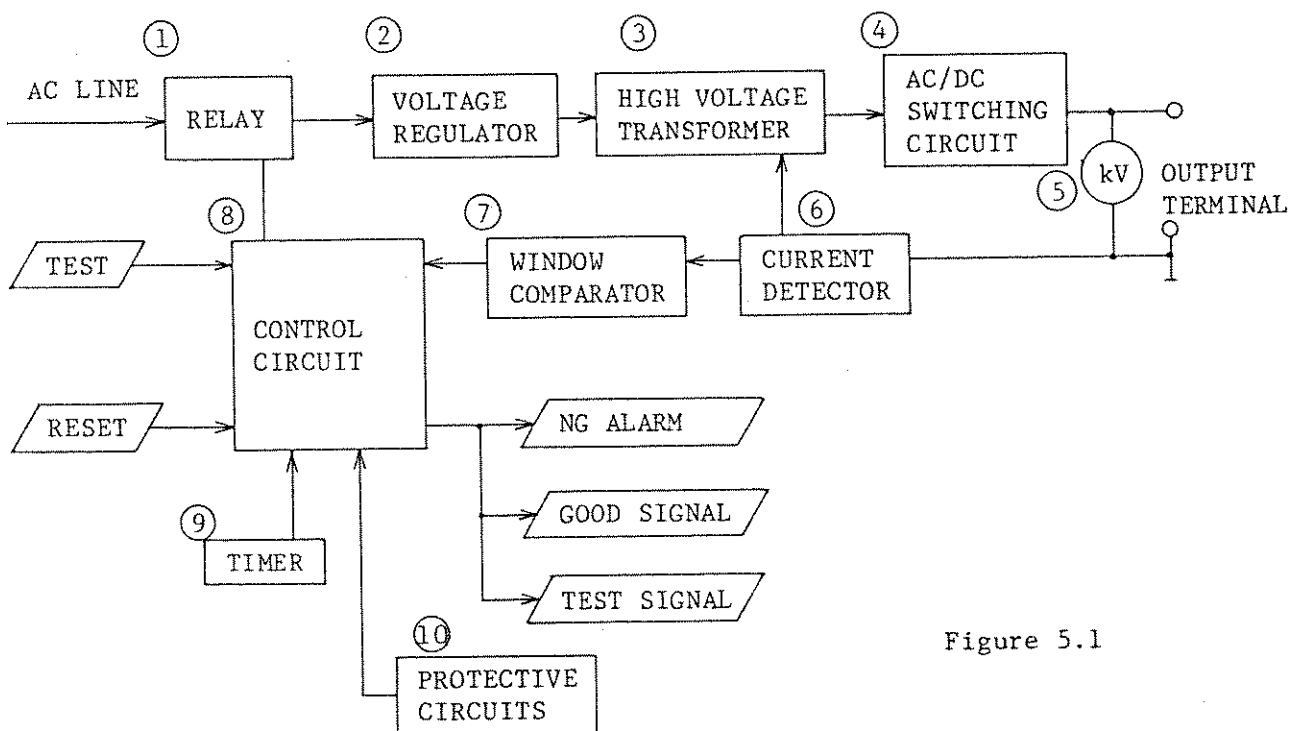 ①
②
③
④
AC LINE
RELAY
VOLTAGE
REGULATOR
HIGH VOLTAGE
TRANSFORMER
AC/DC
SWITCHING
CIRCUIT
⑤
kV
OUTPUT
TERMINAL
⑧
⑦
⑥
TEST
WINDOW
COMPARATOR
CURRENT
DETECTOR
CONTROL
CIRCUIT
RESET
NG ALARM
GOOD SIGNAL
⑨
TIMER
TEST SIGNAL
⑩
PROTECTIVE
CIRCUITS
Figure 5.1